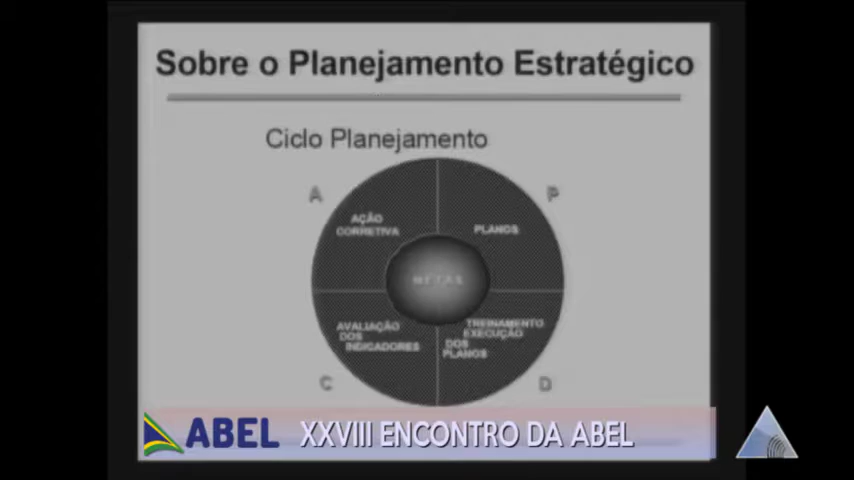 Sobre o Planejamento Estratégico
Ciclo Planejamento
A
P
AÇÃO
CORRETIVA
PLANOS
METAS
AVALIAÇÃO
DOS
INDICADORES
TREINAMENTO
EXECUÇÃO
DOS
PLANOS
C
D
ABEL XXVIII ENCONTRO DA ABEL